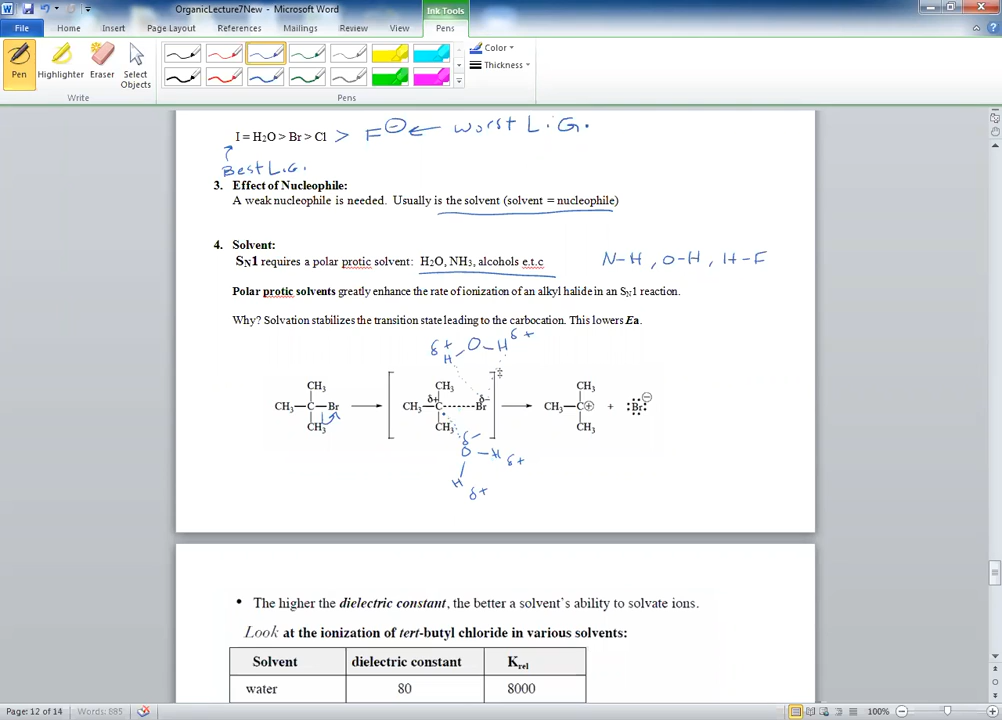 OrganicLecture7New - Microsoft Word
Ink Tools
File Home Insert Page Layout References Mailings Review View Pens
Pen Highlighter Eraser Select Objects
Color
Thickness
Write Pens
I = H2O > Br > Cl > F⊖ ← worst L.G.
Best L.G.
3. Effect of Nucleophile:
A weak nucleophile is needed. Usually is the solvent (solvent = nucleophile)
4. Solvent:
SN1 requires a polar protic solvent: H2O, NH3, alcohols e.t.c
N-H, O-H, H-F
Polar protic solvents greatly enhance the rate of ionization of an alkyl halide in an SN1 reaction.
Why? Solvation stabilizes the transition state leading to the carbocation. This lowers Ea.
δ+ H-O-H δ+
‡
CH3 CH3 CH3
δ+ δ-
CH3-C-Br CH3-C------Br CH3-C⊕ + :Br:⊖
CH3 CH3 CH3
δ-
O-H δ+
H δ+
• The higher the dielectric constant, the better a solvent's ability to solvate ions.
Look at the ionization of tert-butyl chloride in various solvents:
Solvent dielectric constant Krel
water 80 8000
Page: 12 of 14 Words: 885 100%